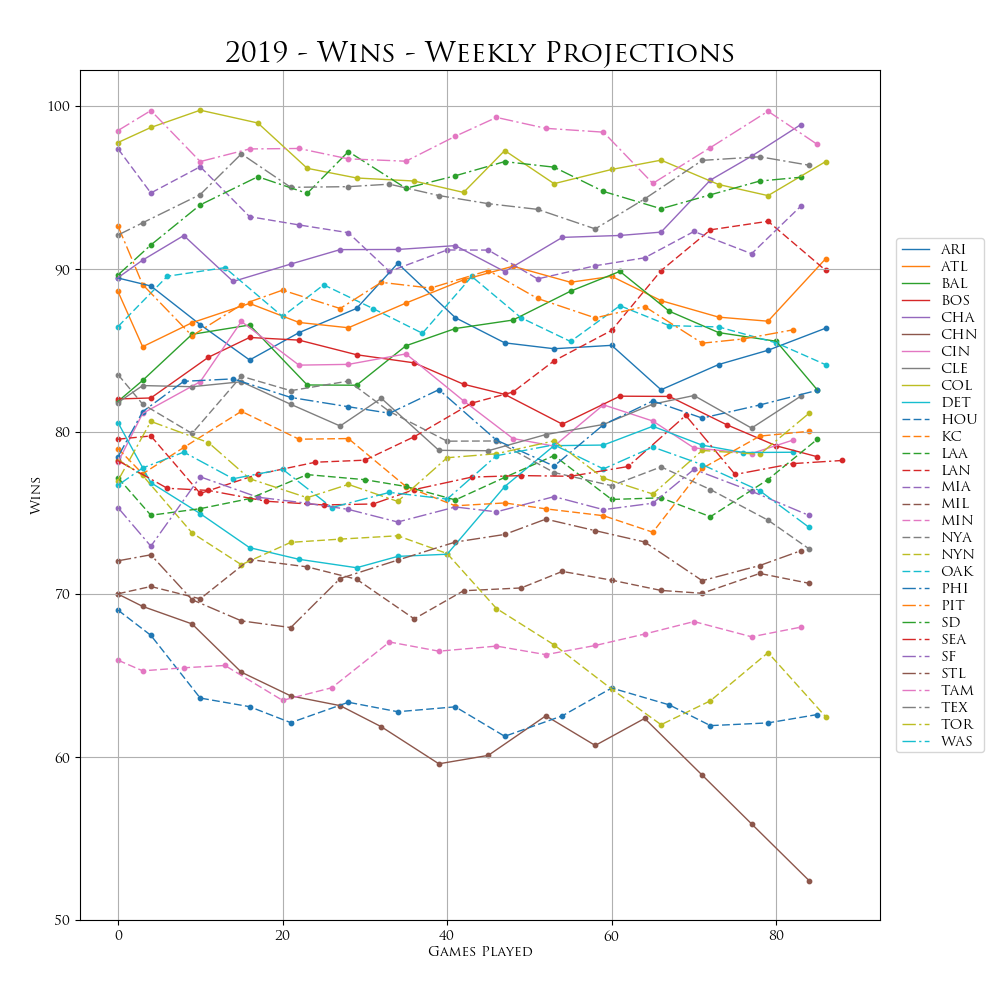 2019 - Wins - Weekly Projections
100
90
80
70
60
50
Wins
0 20 40 60 80
Games Played
ARI
ATL
BAL
BOS
CHA
CHN
CIN
CLE
COL
DET
HOU
KC
LAA
LAN
MIA
MIL
MIN
NYA
NYN
OAK
PHI
PIT
SD
SEA
SF
STL
TAM
TEX
TOR
WAS